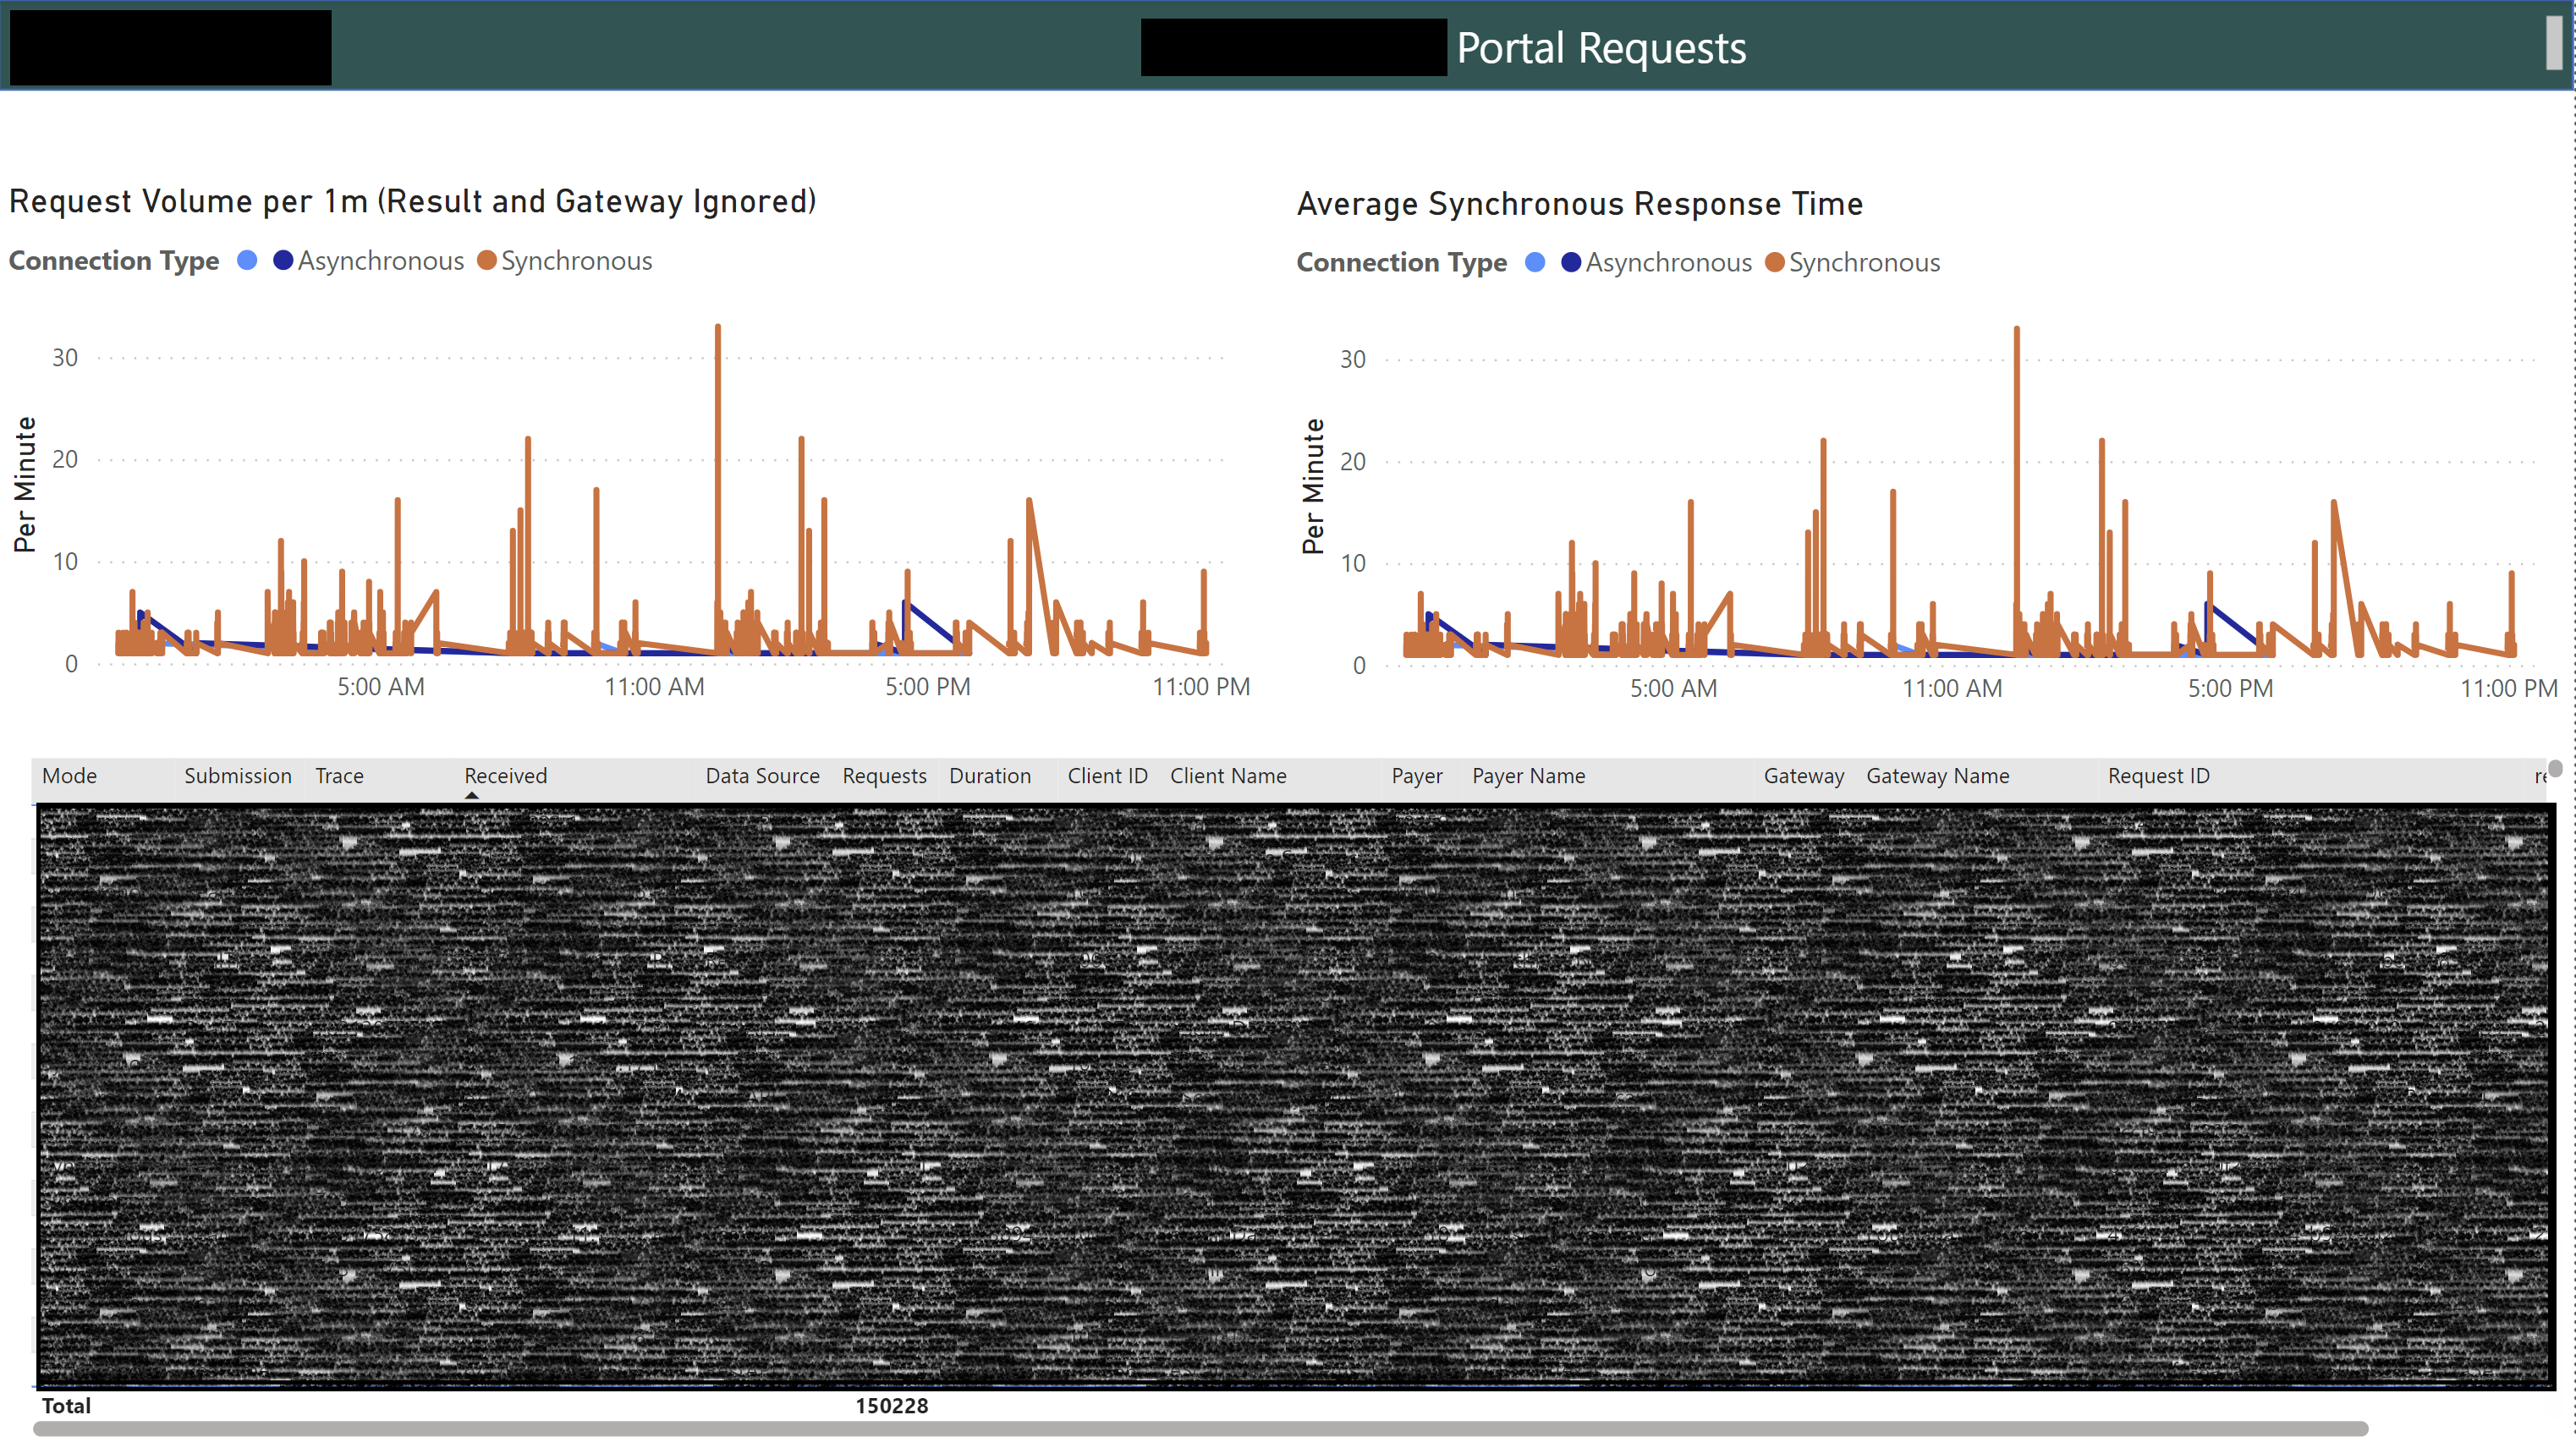 Portal Requests
Request Volume per 1m (Result and Gateway Ignored)
Connection Type Asynchronous Synchronous
30
20
10
0
Per Minute
5:00 AM 11:00 AM 5:00 PM 11:00 PM
Average Synchronous Response Time
Connection Type Asynchronous Synchronous
30
20
10
0
Per Minute
5:00 AM 11:00 AM 5:00 PM 11:00 PM
Mode Submission Trace Received Data Source Requests Duration Client ID Client Name Payer Payer Name Gateway Gateway Name Request ID
Total 150228